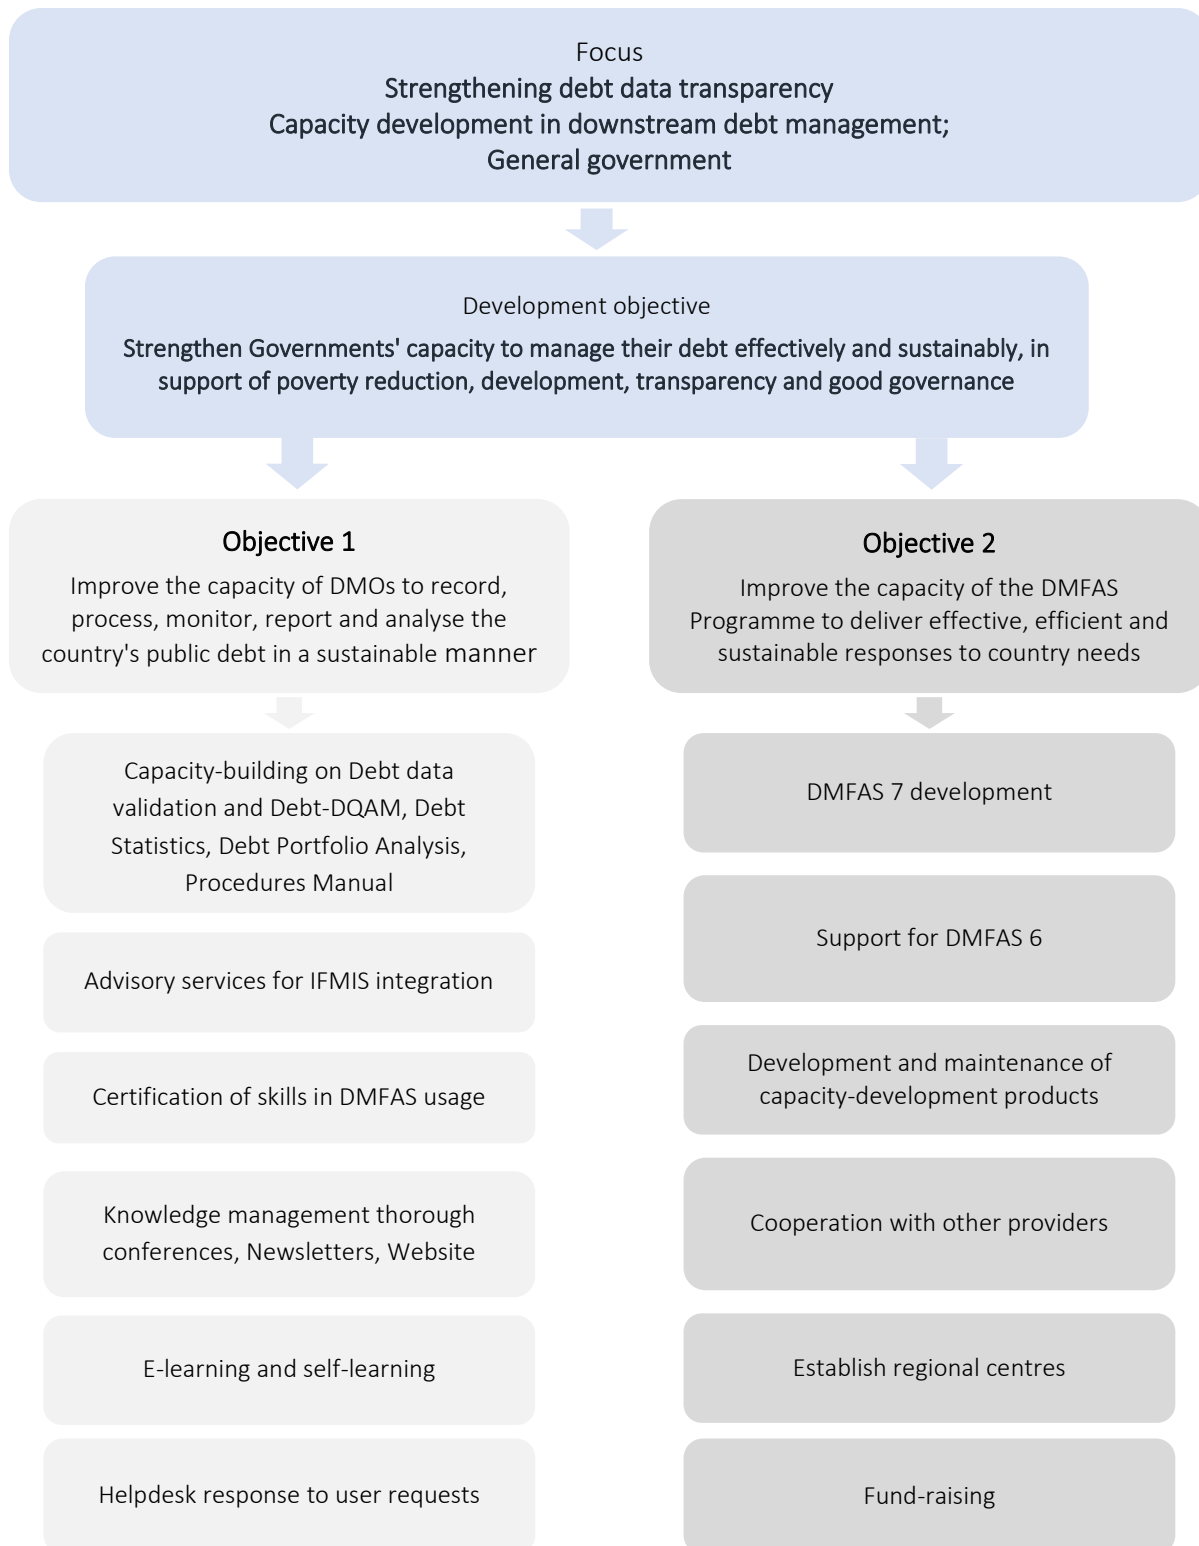 Focus
Strengthening debt data transparency
Capacity development in downstream debt management;
General government
Development objective
Strengthen Governments' capacity to manage their debt effectively and sustainably, in
support of poverty reduction, development, transparency and good governance
Objective 1
Improve the capacity of DMOs to record,
process, monitor, report and analyse the
country's public debt in a sustainable manner
Capacity-building on Debt data
validation and Debt-DQAM, Debt
Statistics, Debt Portfolio Analysis,
Procedures Manual
Advisory services for IFMIS integration
Certification of skills in DMFAS usage
Knowledge management thorough
conferences, Newsletters, Website
E-learning and self-learning
Helpdesk response to user requests
Objective 2
Improve the capacity of the DMFAS
Programme to deliver effective, efficient and
sustainable responses to country needs
DMFAS 7 development
Support for DMFAS 6
Development and maintenance of
capacity-development products
Cooperation with other providers
Establish regional centres
Fund-raising